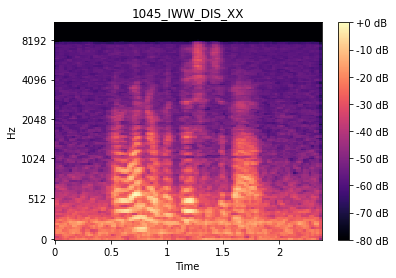 1045_IWW_DIS_XX
+0 dB
8192
-10 dB
4096
-20 dB
-30 dB
2048
Hz
-40 dB
1024
-50 dB
512
-60 dB
-70 dB
0
-80 dB
0 0.5 1 1.5 2
Time